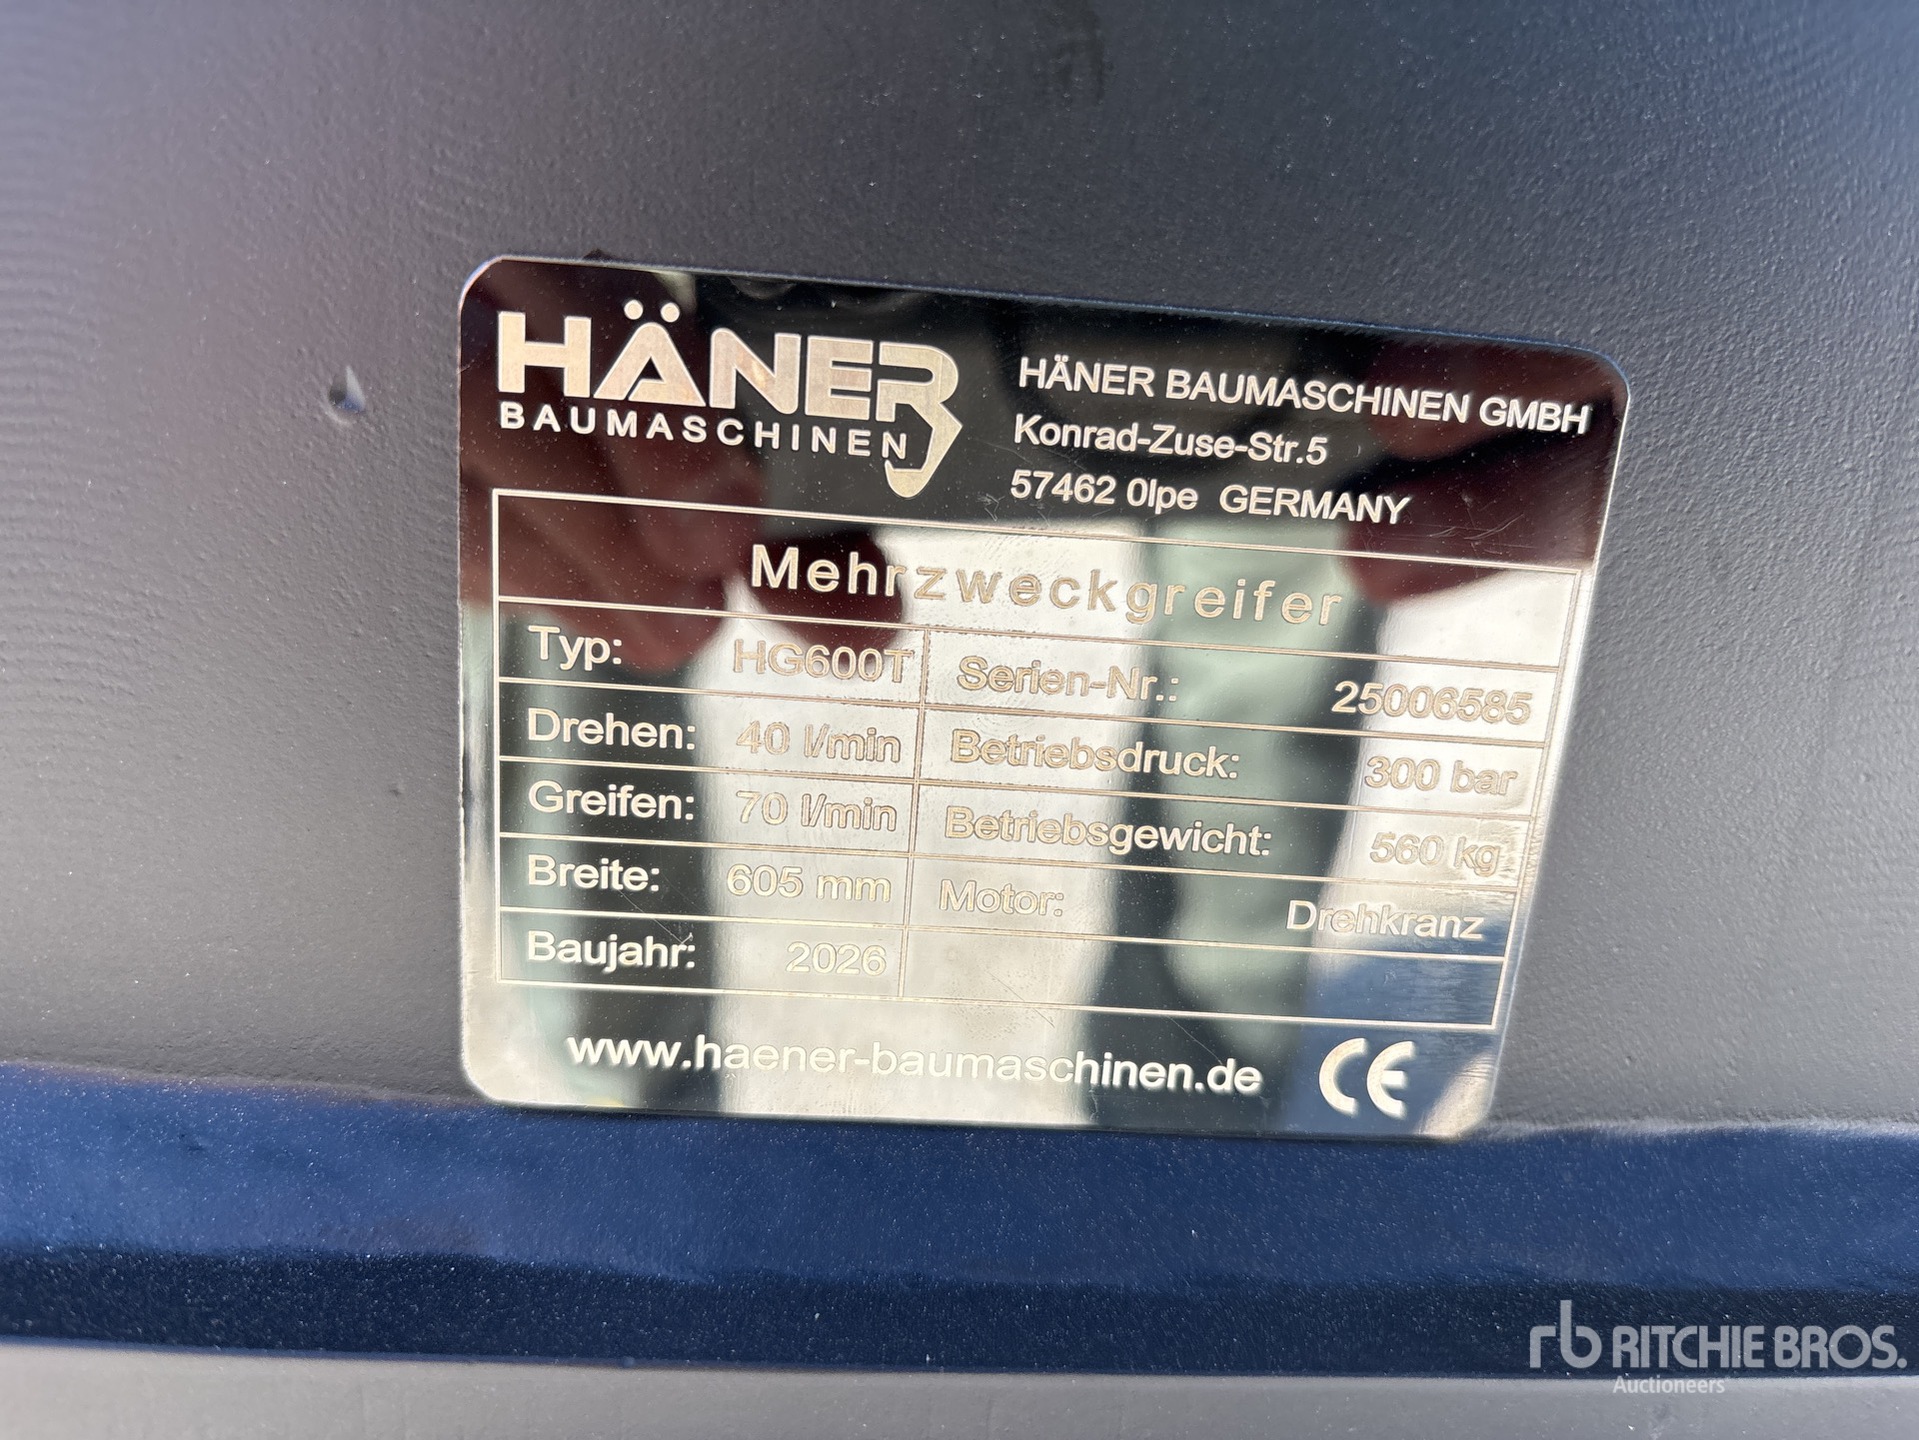 HÄNER
BAUMASCHINEN
HÄNER BAUMASCHINEN GMBH
Konrad-Zuse-Str.5
57462 Olpe GERMANY
Mehrzweckgreifer
Typ: HG600T Serien-Nr.: 25006585
Drehen: 40 l/min Betriebsdruck: 300 bar
Greifen: 70 l/min Betriebsgewicht: 560 kg
Breite: 605 mm Motor: Drehkranz
Baujahr: 2026
www.haener-baumaschinen.de CE
rb RITCHIE BROS.
Auctioneers